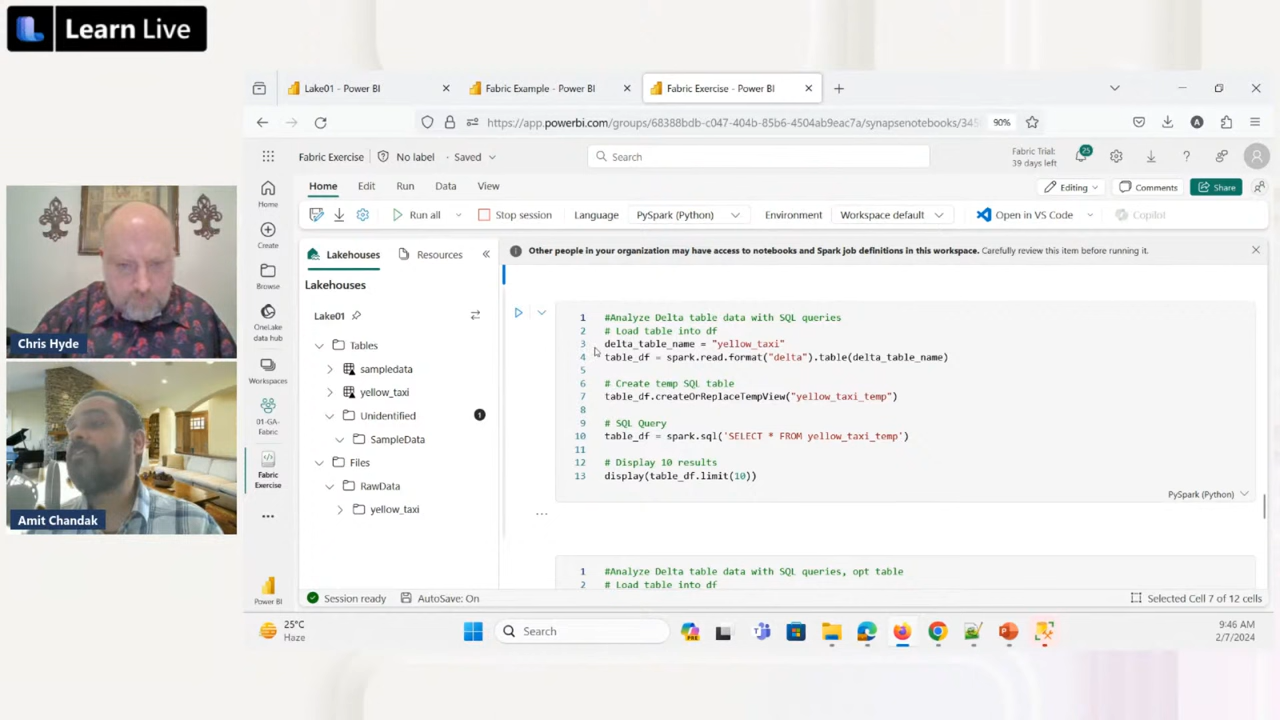 Learn Live
Lake01 - Power BI
Fabric Example - Power BI
Fabric Exercise - Power BI
https://app.powerbi.com/groups/68388bdb-c047-404b-85b6-4504ab9eac7a/synapsenotebooks/345
90%
Fabric Exercise
No label
Saved
Search
Fabric Trial:
39 days left
25
Home
Edit
Run
Data
View
Editing
Comments
Share
Run all
Stop session
Language
PySpark (Python)
Environment
Workspace default
Open in VS Code
Copilot
Home
Create
Browse
OneLake
data hub
Workspaces
01-GA-
Fabric
Fabric
Exercise
Power BI
Lakehouses
Resources
Lakehouses
Lake01
Tables
sampledata
yellow_taxi
Unidentified
1
SampleData
Files
RawData
yellow_taxi
Other people in your organization may have access to notebooks and Spark job definitions in this workspace. Carefully review this item before running it.
1 #Analyze Delta table data with SQL queries
2 # Load table into df
3 delta_table_name = "yellow_taxi"
4 table_df = spark.read.format("delta").table(delta_table_name)
5
6 # Create temp SQL table
7 table_df.createOrReplaceTempView("yellow_taxi_temp")
8
9 # SQL Query
10 table_df = spark.sql('SELECT * FROM yellow_taxi_temp')
11
12 # Display 10 results
13 display(table_df.limit(10))
PySpark (Python)
1 #Analyze Delta table data with SQL queries, opt table
2 # Load table into df
Session ready
AutoSave: On
Selected Cell 7 of 12 cells
25°C
Haze
Search
9:46 AM
2/7/2024
Chris Hyde
Amit Chandak